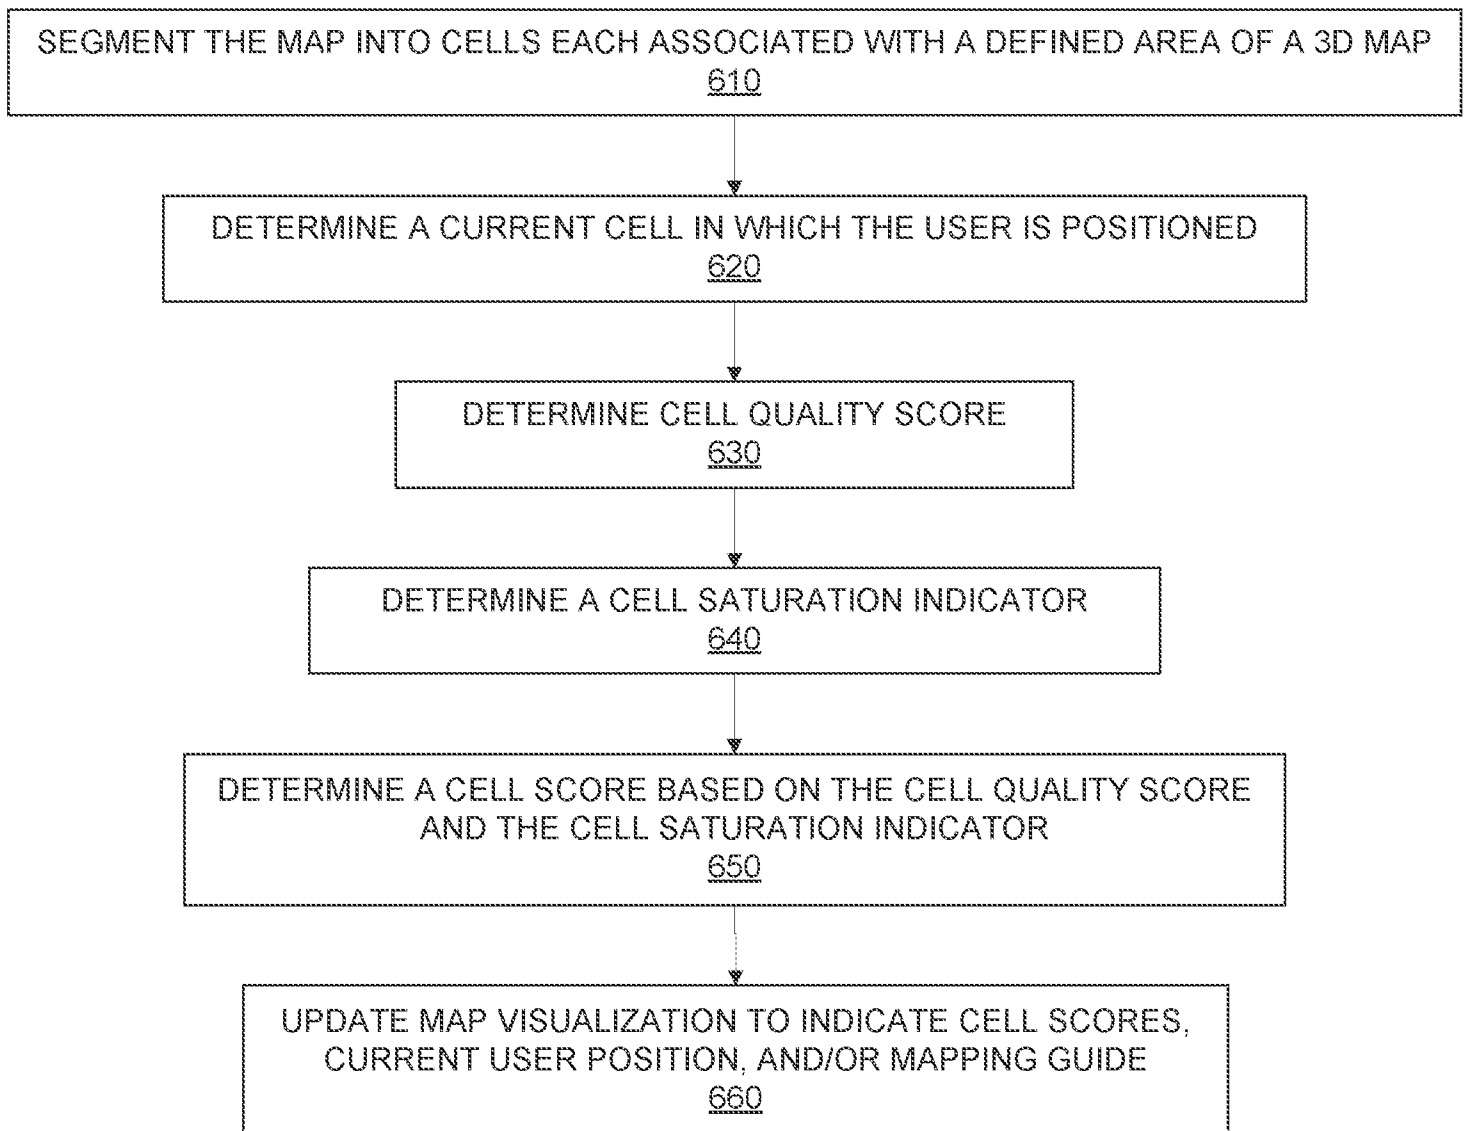 SEGMENT THE MAP INTO CELLS EACH ASSOCIATED WITH A DEFINED AREA OF A 3D MAP
610
DETERMINE A CURRENT CELL IN WHICH THE USER IS POSITIONED
620
DETERMINE CELL QUALITY SCORE
630
DETERMINE A CELL SATURATION INDICATOR
640
DETERMINE A CELL SCORE BASED ON THE CELL QUALITY SCORE
AND THE CELL SATURATION INDICATOR
650
UPDATE MAP VISUALIZATION TO INDICATE CELL SCORES,
CURRENT USER POSITION, AND/OR MAPPING GUIDE
660